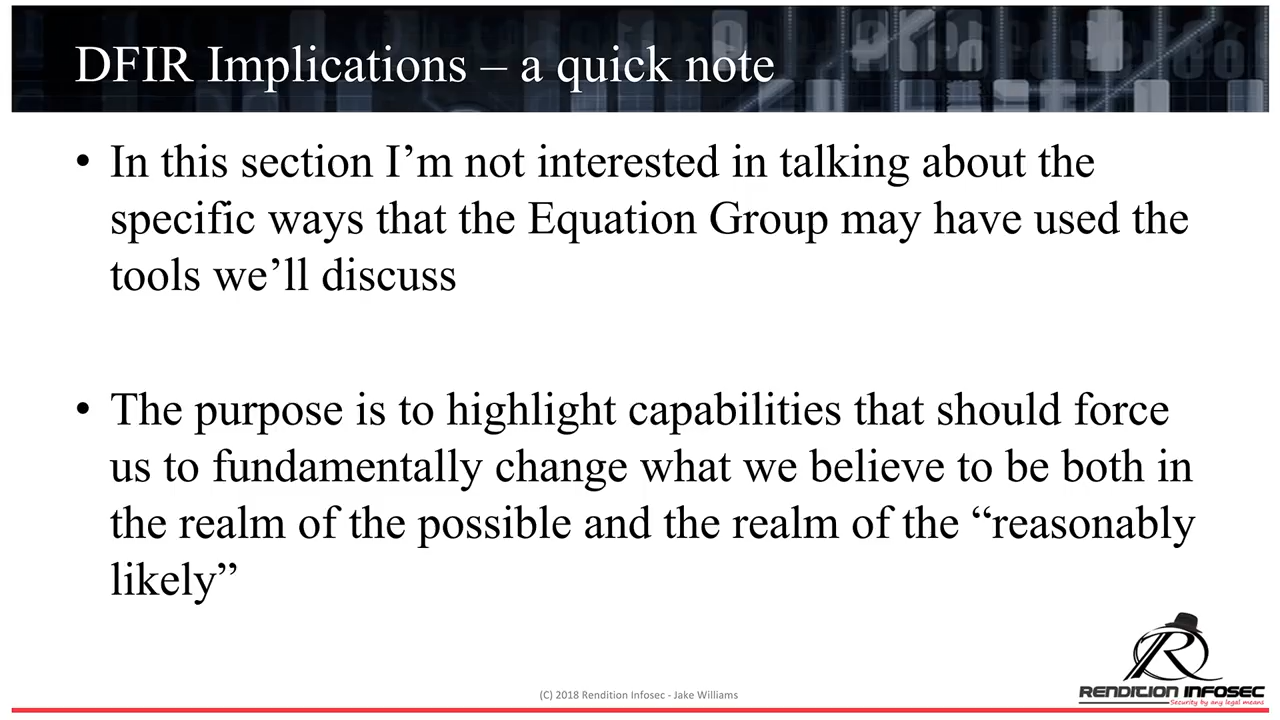 DFIR Implications – a quick note
• In this section I’m not interested in talking about the
specific ways that the Equation Group may have used the
tools we’ll discuss
• The purpose is to highlight capabilities that should force
us to fundamentally change what we believe to be both in
the realm of the possible and the realm of the “reasonably
likely”
(C) 2018 Rendition Infosec - Jake Williams
RENDITION INFOSEC
Security by any legal means